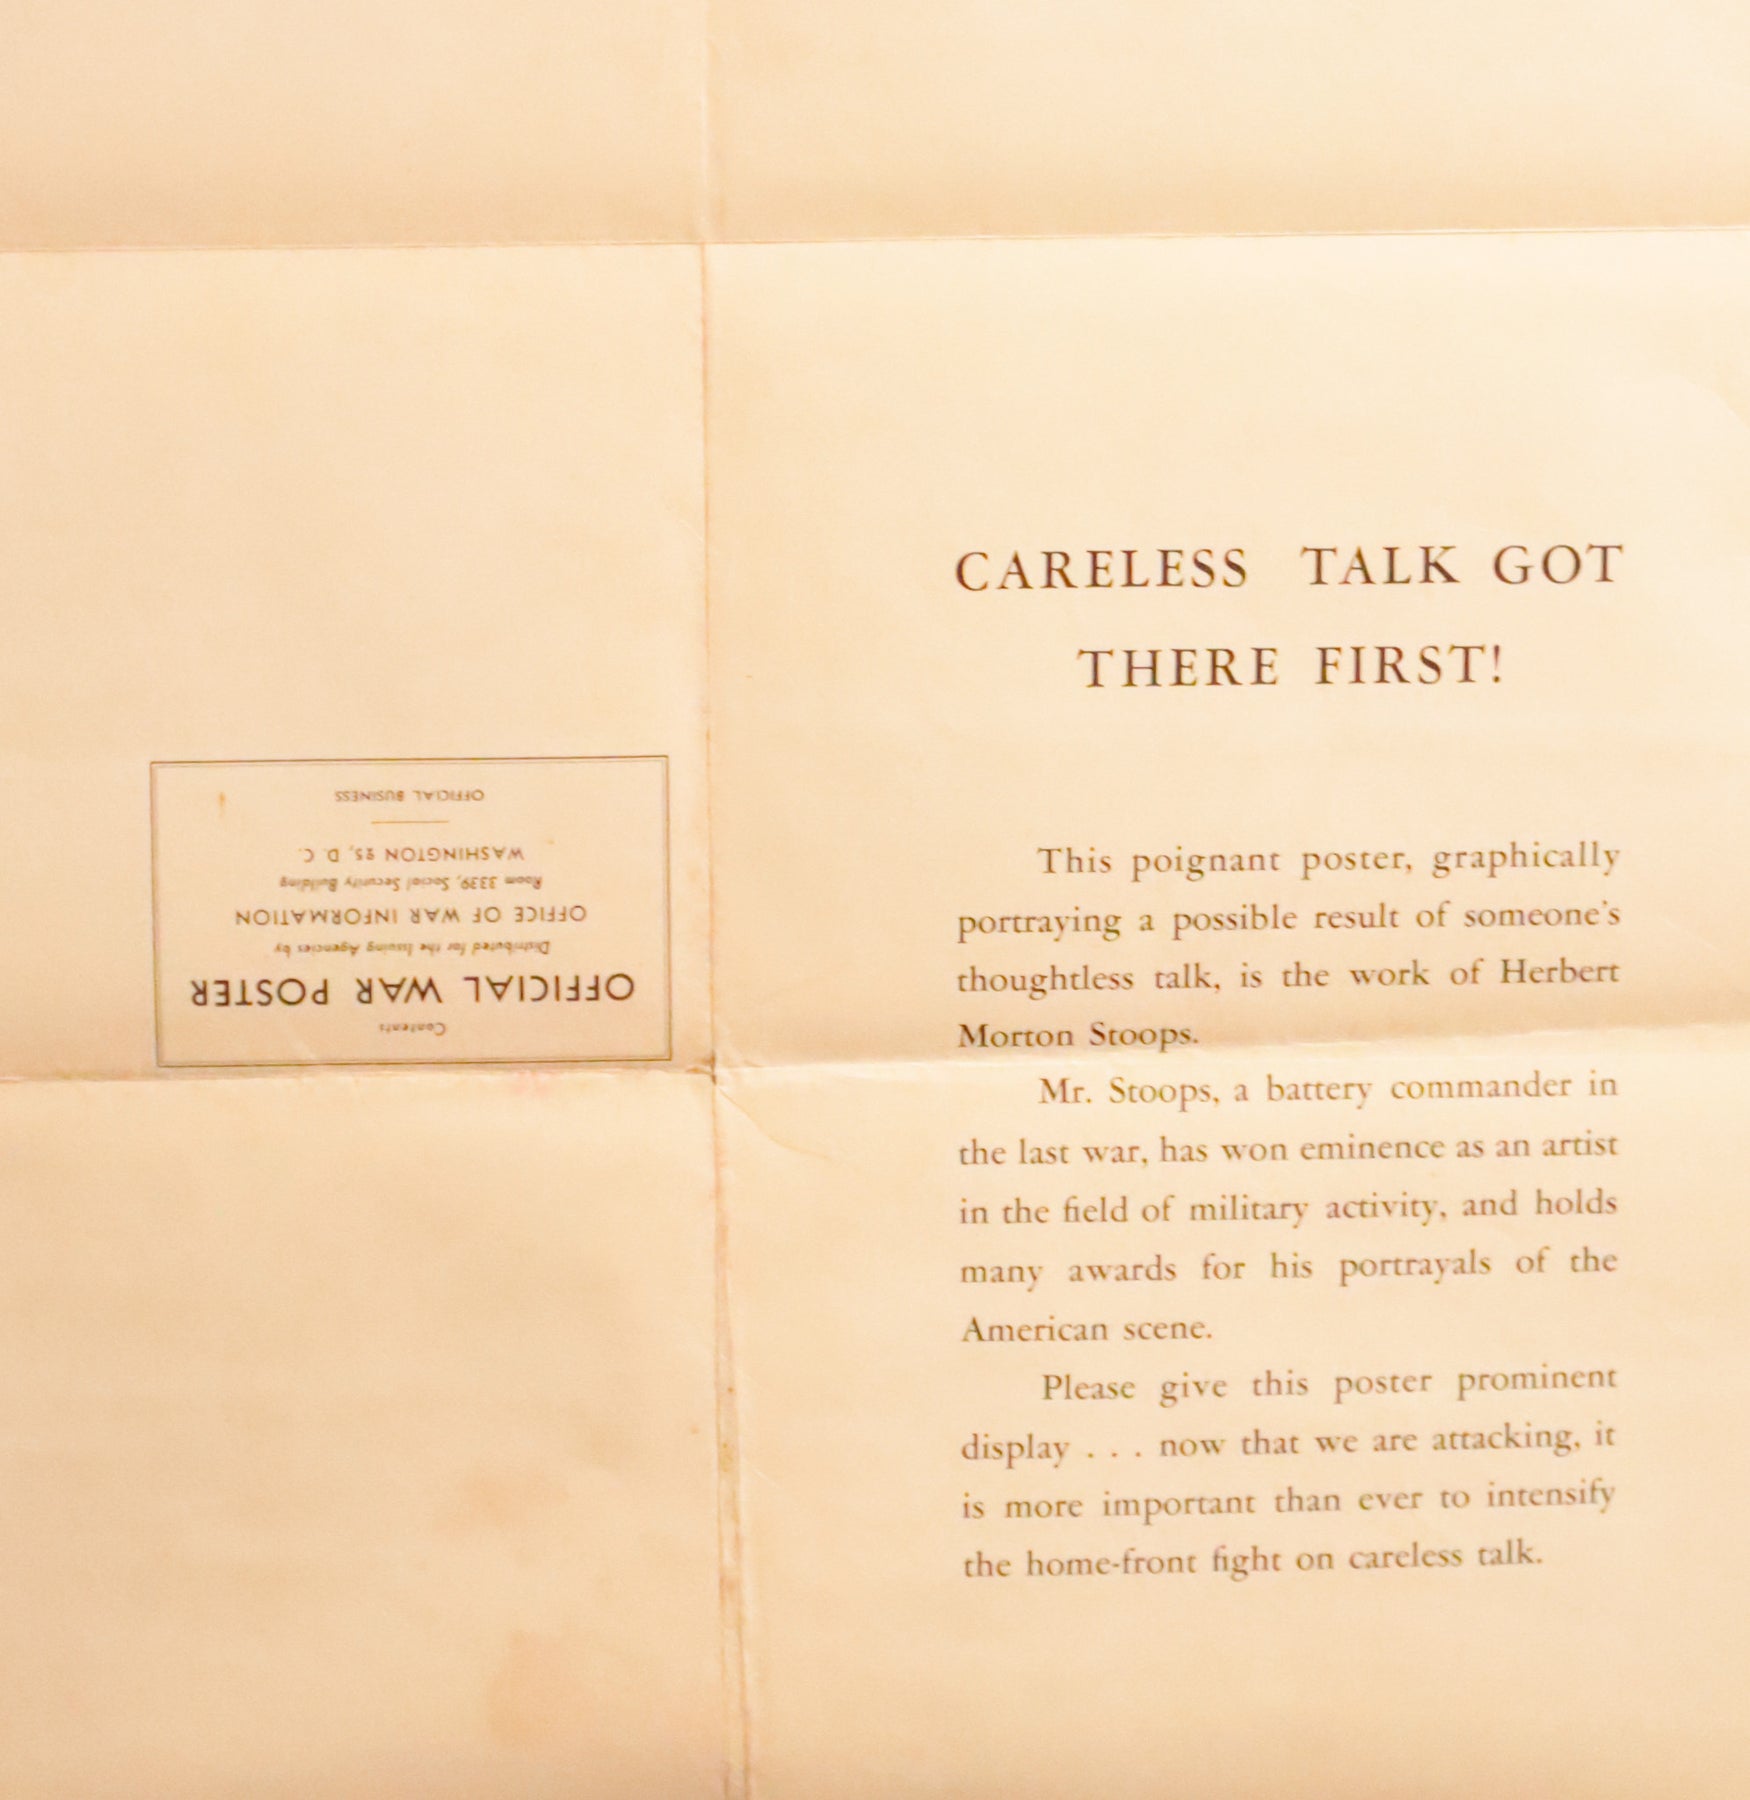 CARELESS TALK GOT
THERE FIRST!
This poignant poster, graphically
portraying a possible result of someone's
thoughtless talk, is the work of Herbert
Morton Stoops.
Mr. Stoops, a battery commander in
the last war, has won eminence as an artist
in the field of military activity, and holds
many awards for his portrayals of the
American scene.
Please give this poster prominent
display . . . now that we are attacking, it
is more important than ever to intensify
the home-front fight on careless talk.
Contents
OFFICIAL WAR POSTER
Distributed for the Issuing Agencies by
OFFICE OF WAR INFORMATION
Room 3339, Social Security Building
WASHINGTON 25, D. C.
OFFICIAL BUSINESS